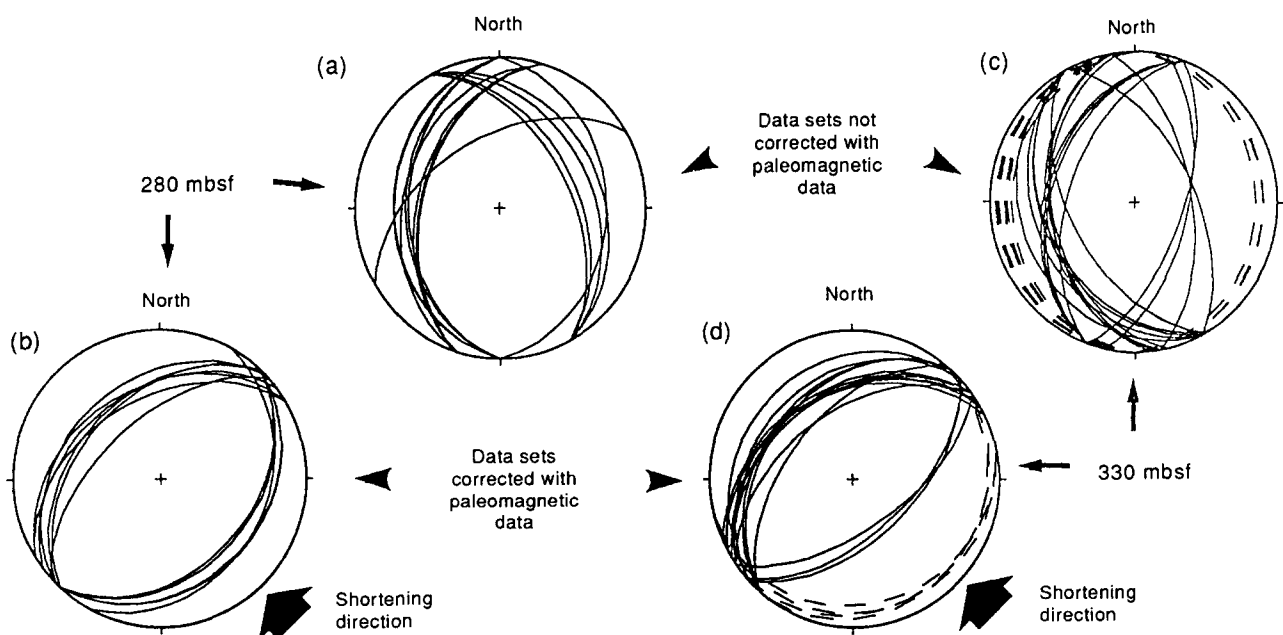 North
(a)
North
(c)
Data sets not
corrected with
paleomagnetic
data
280 mbsf
North
(b)
North
(d)
Data sets
corrected with
paleomagnetic
data
330 mbsf
Shortening
direction
Shortening
direction